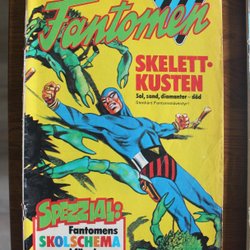 Fantomen
SKELETT-
KUSTEN
Sol, sand, diamanter - död
SPEZZIAL:
Fantomens
SKOLSCHEMA